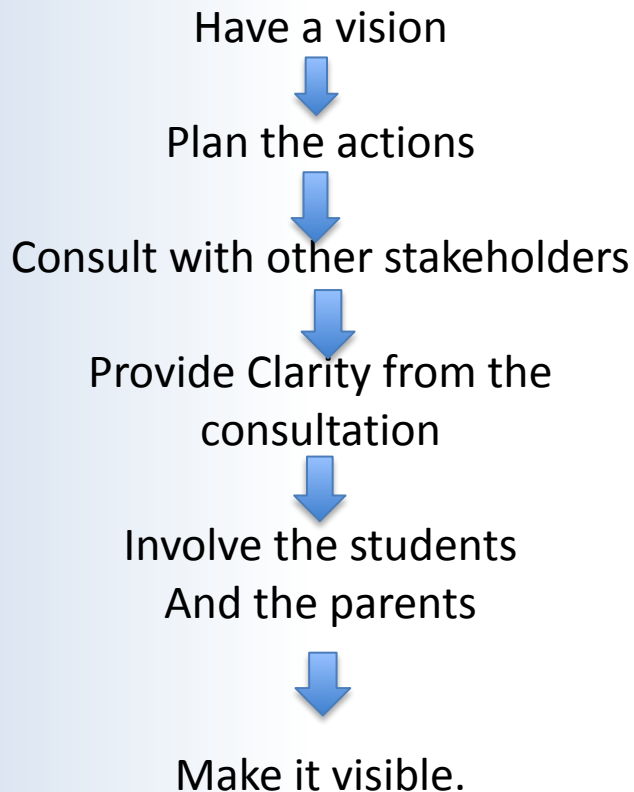 Have a vision
Plan the actions
Consult with other stakeholders
Provide Clarity from the
consultation
Involve the students
And the parents
Make it visible.